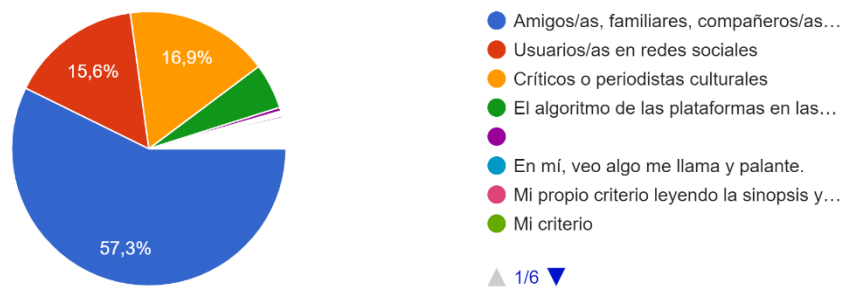 15,6%
16,9%
57,3%
Amigos/as, familiares, compañeros/as…
Usuarios/as en redes sociales
Críticos o periodistas culturales
El algoritmo de las plataformas en las…
En mí, veo algo me llama y palante.
Mi propio criterio leyendo la sinopsis y…
Mi criterio
1/6